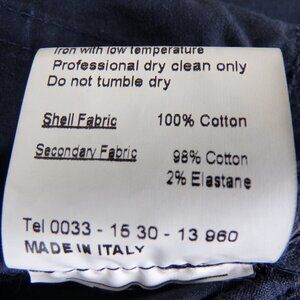 Iron with low temperature
Professional dry clean only
Do not tumble dry
Shell Fabric 100% Cotton
Secondary Fabric 98% Cotton
2% Elastane
Tel 0033 - 15 30 - 13 960
MADE IN ITALY